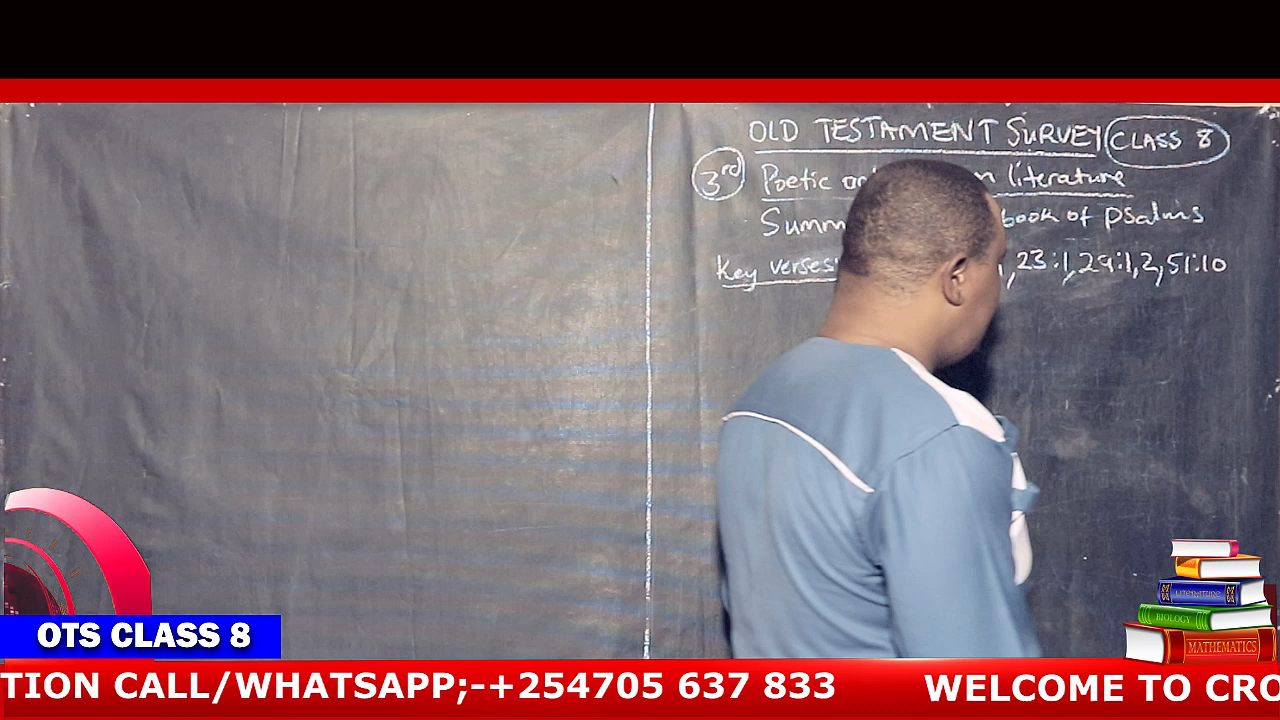 OLD TESTAMENT SURVEY CLASS 8
3rd Poetic literature
book of psalms
Key verses 23:1, 29:1,2, 51:10
OTS CLASS 8
LITERATURE
BIOLOGY
MATHEMATICS
TION CALL/WHATSAPP;-+254705 637 833 WELCOME TO CRO